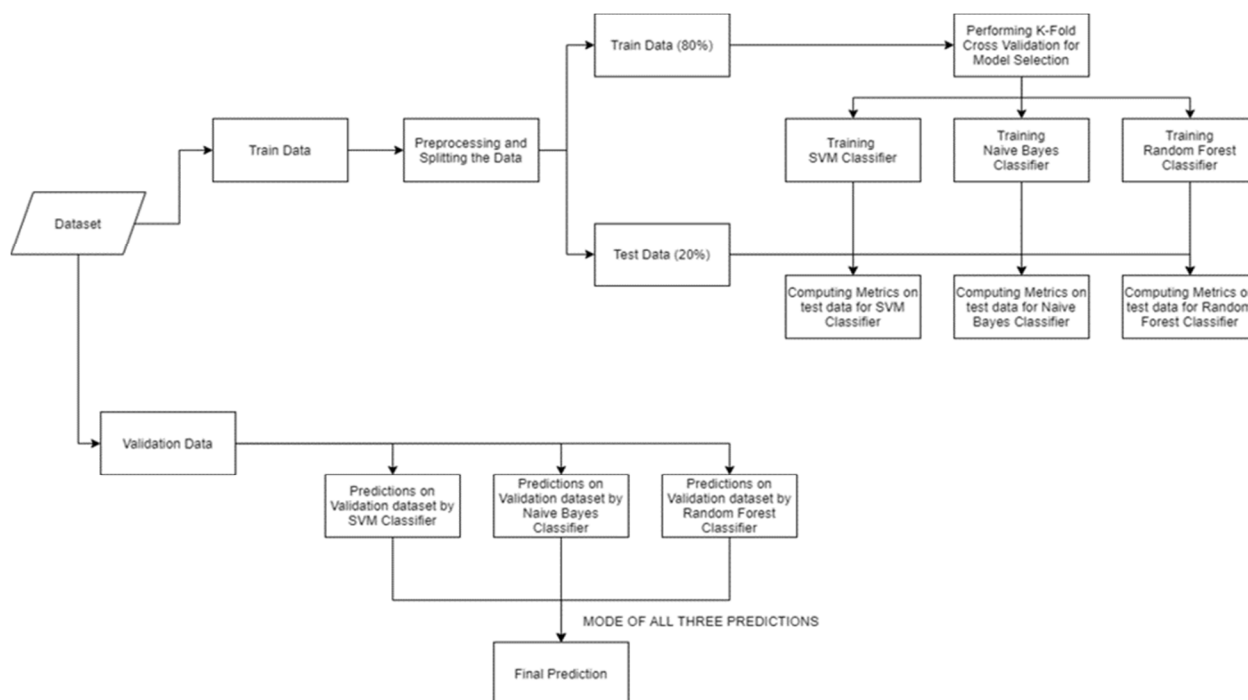 Train Data (80%)
Performing K-Fold
Cross Validation for
Model Selection
Train Data
Preprocessing and
Splitting the Data
Training
SVM Classifier
Training
Naive Bayes
Classifier
Training
Random Forest
Classifier
Dataset
Test Data (20%)
Computing Metrics on
test data for SVM
Classifier
Computing Metrics on
test data for Naive
Bayes Classifier
Computing Metrics on
test data for Random
Forest Classifier
Validation Data
Predictions on
Validation dataset by
SVM Classifier
Predictions on
Validation dataset by
Naive Bayes
Classifier
Predictions on
Validation dataset by
Random Forest
Classifier
MODE OF ALL THREE PREDICTIONS
Final Prediction